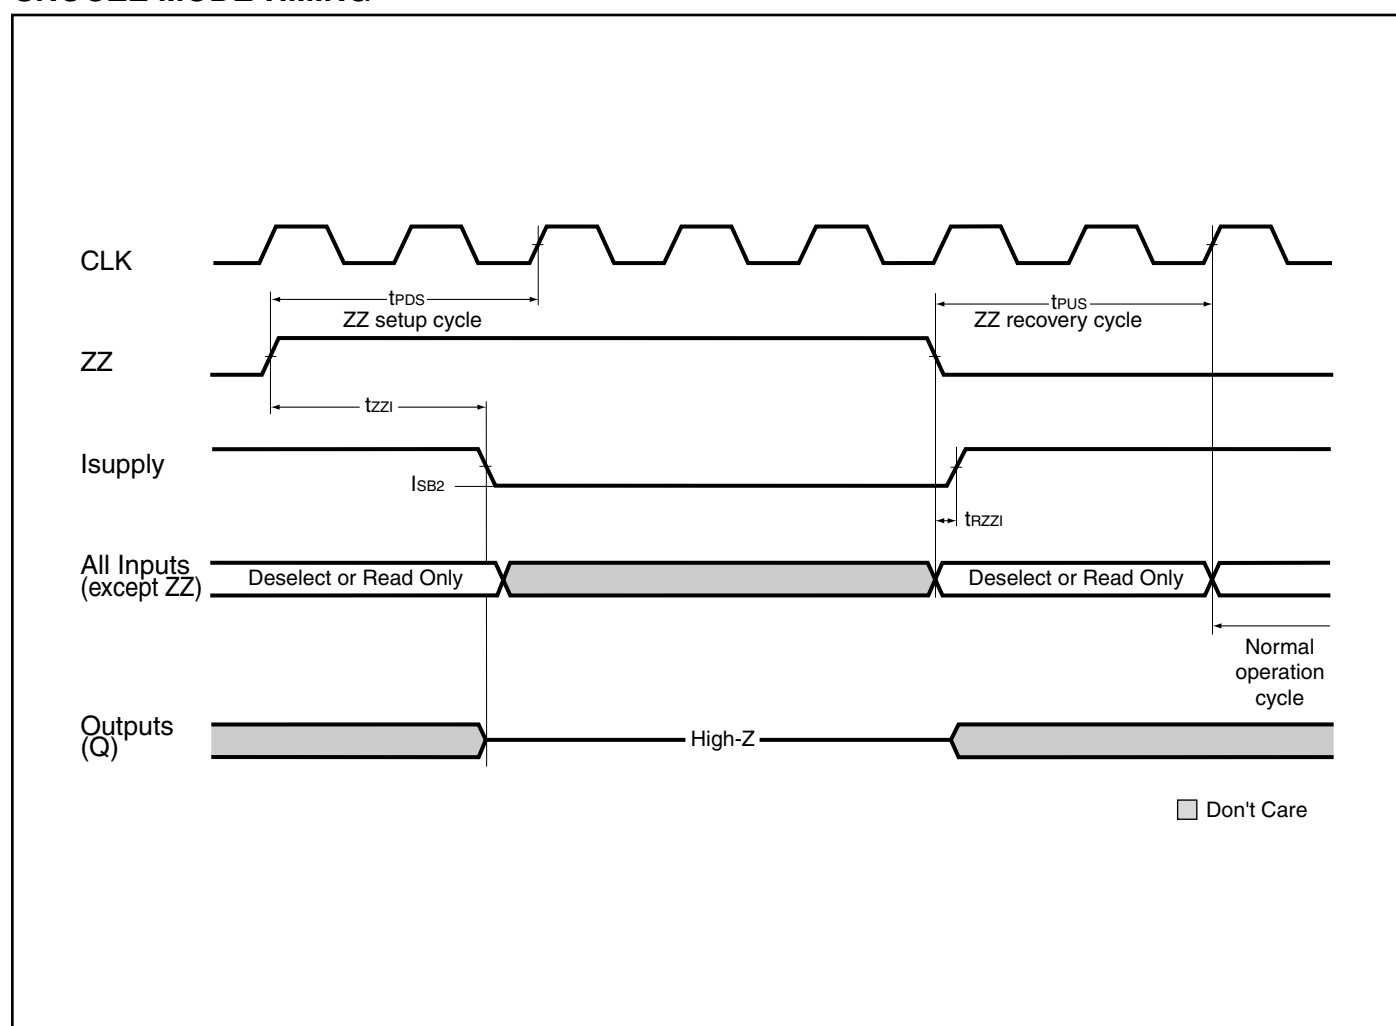 CLK
tPDS
ZZ setup cycle
tPUS
ZZ recovery cycle
ZZ
tZZI
Isupply
ISB2
tRZZI
All Inputs
(except ZZ)
Deselect or Read Only
Deselect or Read Only
Normal
operation
cycle
Outputs
(Q)
High-Z
Don't Care